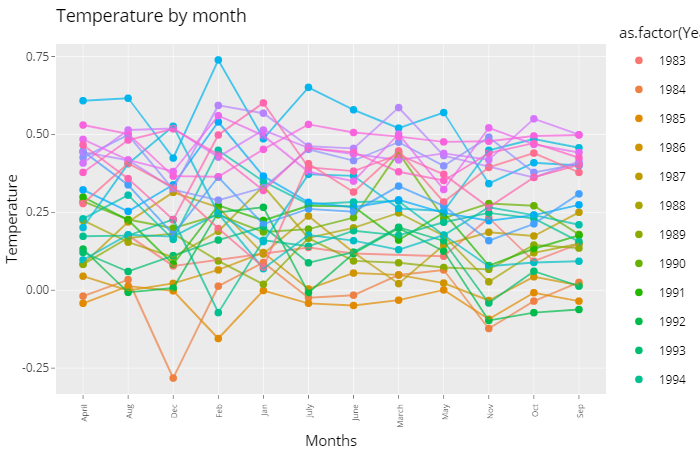 Temperature by month
as.factor(Ye
1983
1984
1985
1986
1987
1988
1989
1990
1991
1992
1993
1994
0.75
0.50
0.25
0.00
-0.25
Temperature
April
Aug
Dec
Feb
Jan
July
June
March
May
Nov
Oct
Sep
Months